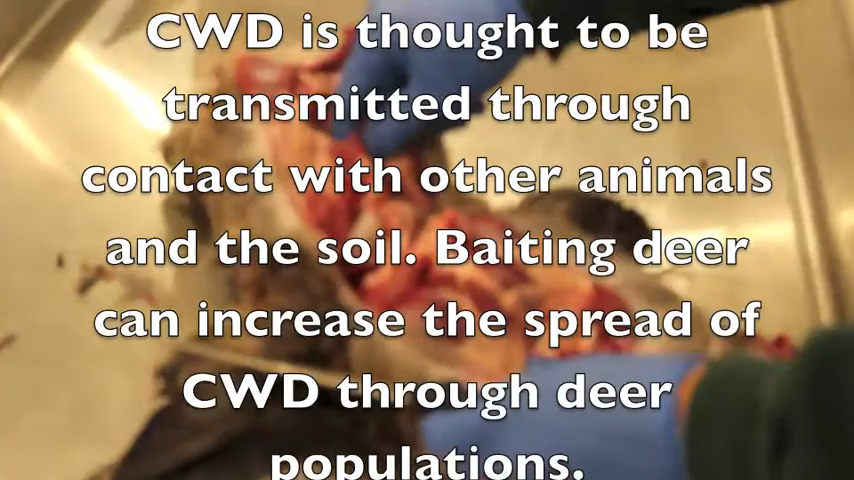 CWD is thought to be
transmitted through
contact with other animals
and the soil. Baiting deer
can increase the spread of
CWD through deer
populations.